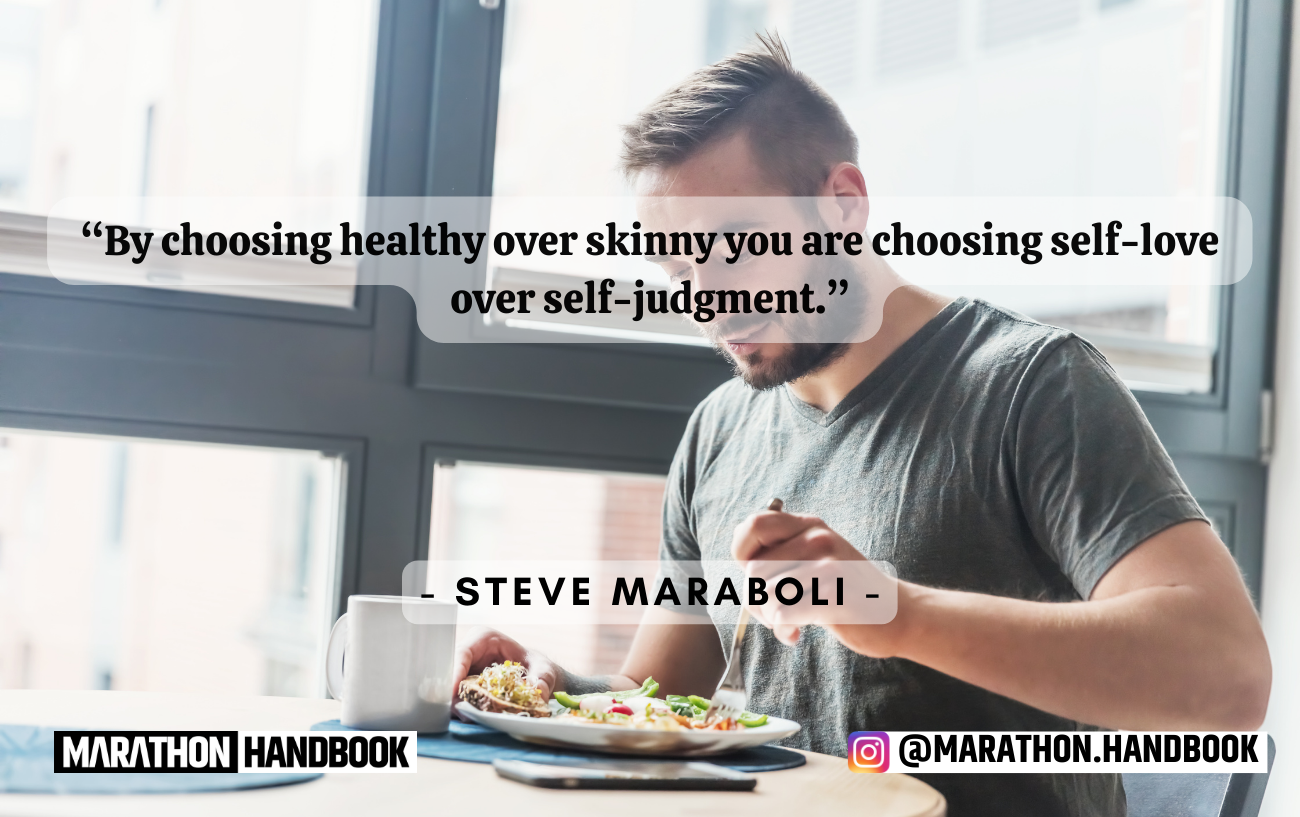 “By choosing healthy over skinny you are choosing self-love
over self-judgment.”
- STEVE MARABOLI -
MARATHON HANDBOOK
@MARATHON.HANDBOOK